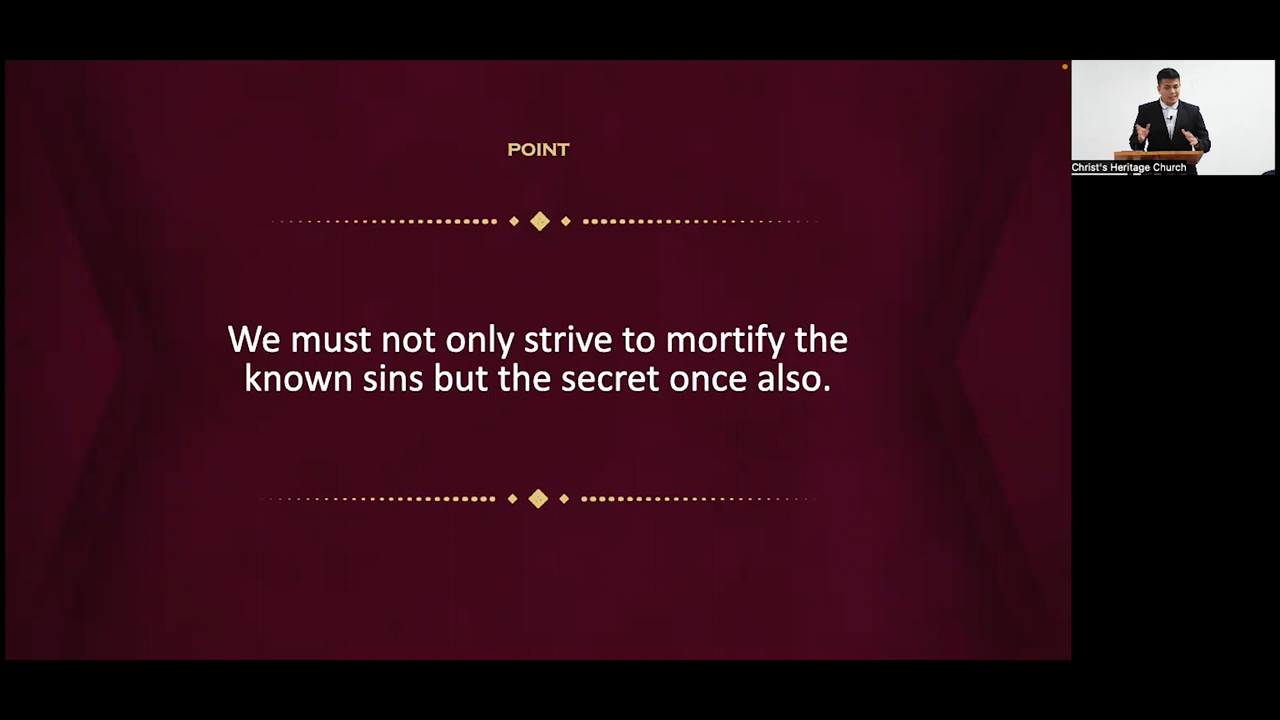 POINT
We must not only strive to mortify the
known sins but the secret once also.
Christ's Heritage Church